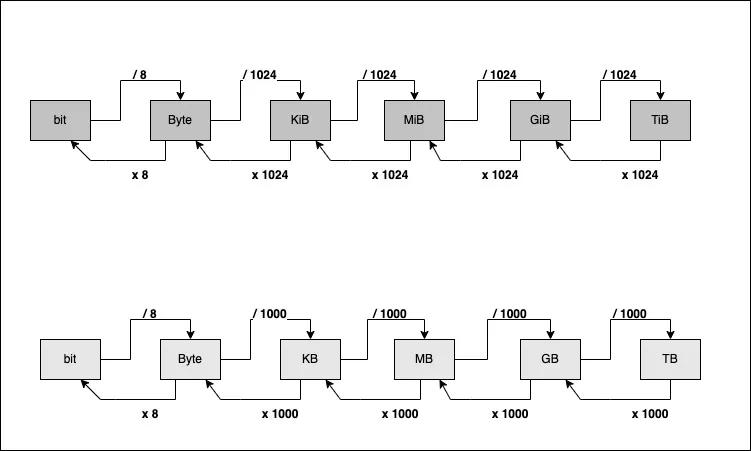 / 8 / 1024 / 1024 / 1024 / 1024
bit Byte KiB MiB GiB TiB
x 8 x 1024 x 1024 x 1024 x 1024
/ 8 / 1000 / 1000 / 1000 / 1000
bit Byte KB MB GB TB
x 8 x 1000 x 1000 x 1000 x 1000